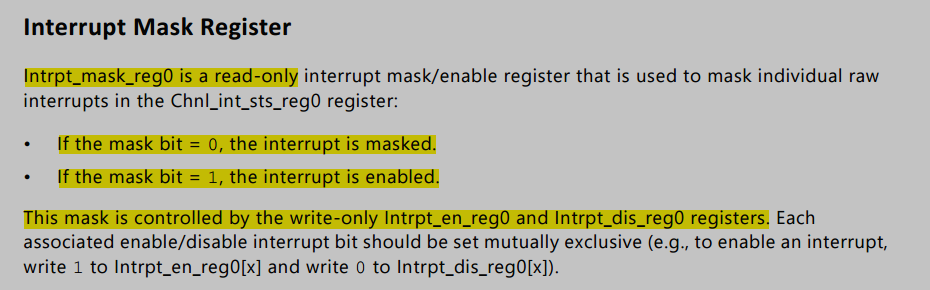 Interrupt Mask Register
Intrpt_mask_reg0 is a read-only interrupt mask/enable register that is used to mask individual raw
interrupts in the Chnl_int_sts_reg0 register:
• If the mask bit = 0, the interrupt is masked.
• If the mask bit = 1, the interrupt is enabled.
This mask is controlled by the write-only Intrpt_en_reg0 and Intrpt_dis_reg0 registers. Each
associated enable/disable interrupt bit should be set mutually exclusive (e.g., to enable an interrupt,
write 1 to Intrpt_en_reg0[x] and write 0 to Intrpt_dis_reg0[x]).